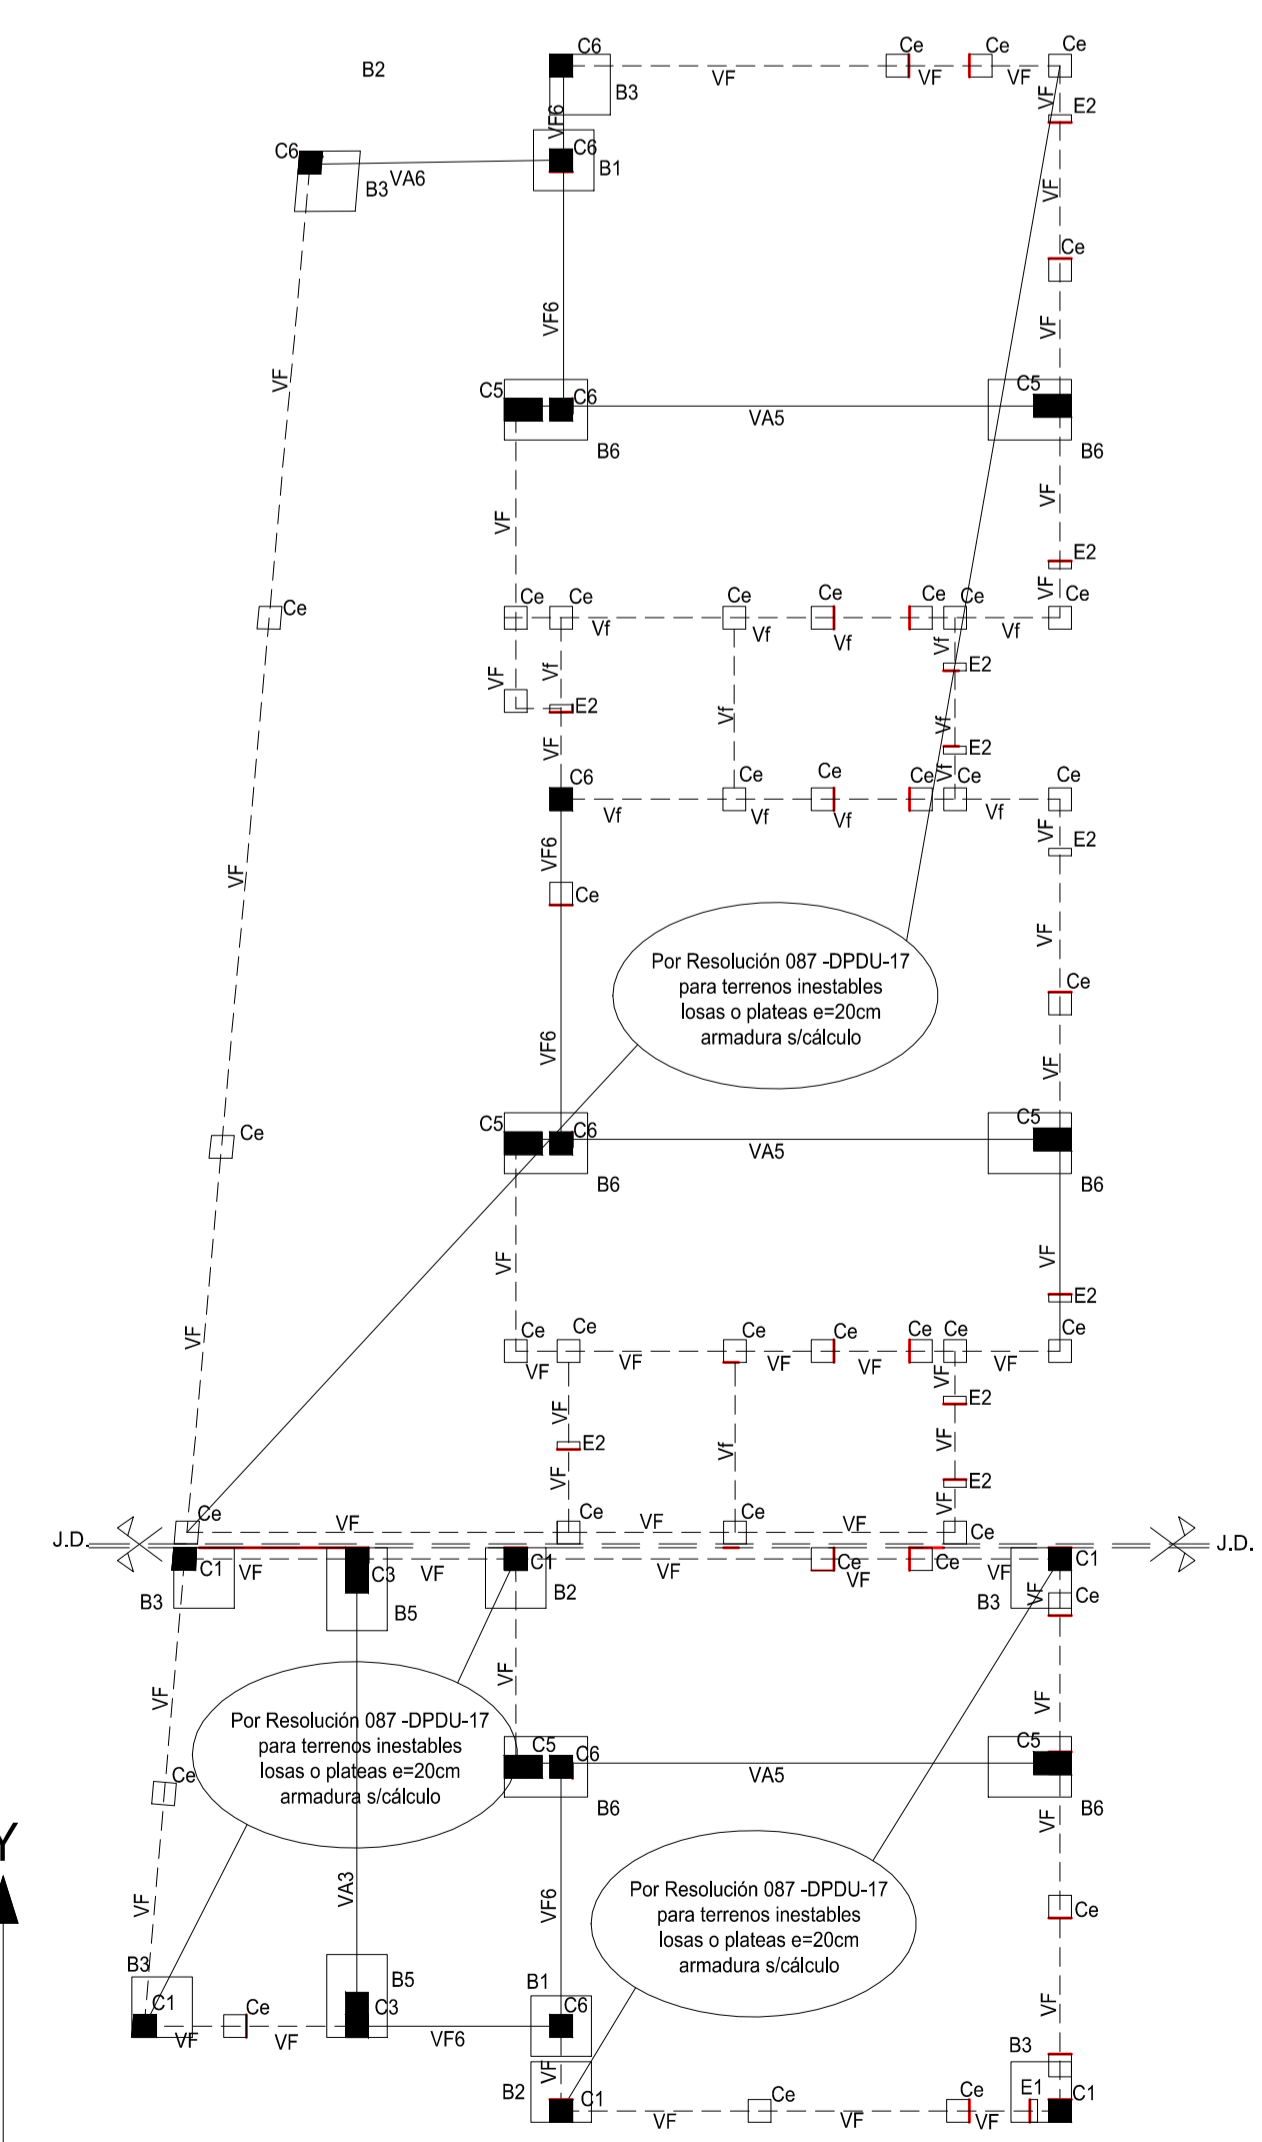 C6
Ce
Ce
Ce
B2
VF
VF
VF
B3
VF
E2
VF6
C6
C6
B1
B3
VA6
VF
Ce
VF6
VF
VF
C5
C6
VA5
C5
B6
B6
VF
VF
E2
VF
Ce
Ce
Ce
Ce
Ce
Ce
Ce
Ce
Vf
Vf
Vf
Vf
Vf
E2
VF
E2
VF
Vf
Vf
E2
C6
Ce
Ce
Ce
Vf
Ce
Ce
Vf
Vf
Vf
Vf
VF
E2
VF6
Ce
VF
VF
Por Resolución 087 -DPDU-17
para terrenos inestables
losas o plateas e=20cm
armadura s/cálculo
Ce
VF6
VF
C5
C6
VA5
C5
Ce
B6
B6
VF
VF
E2
VF
Ce
Ce
Ce
Ce
Ce
Ce
Ce
VF
VF
VF
VF
VF
VF
E2
VF
E2
Vf
VF
VF
E2
VF
Ce
VF
Ce
VF
Ce
VF
Ce
J.D.
J.D.
C1
VF
C3
VF
C1
VF
Ce
VF
Ce
VF
C1
B3
B5
B2
B3
VF
Ce
VF
VF
VF
Por Resolución 087 -DPDU-17
para terrenos inestables
losas o plateas e=20cm
armadura s/cálculo
Ce
C5
C6
VA5
C5
B6
B6
VF
Y
VA3
VF6
VF
Por Resolución 087 -DPDU-17
para terrenos inestables
losas o plateas e=20cm
armadura s/cálculo
Ce
B3
B5
B1
C1
Ce
C3
C6
VF
VF
VF
VF6
VF
B3
B2
C1
Ce
Ce
E1
C1
VF
VF
VF